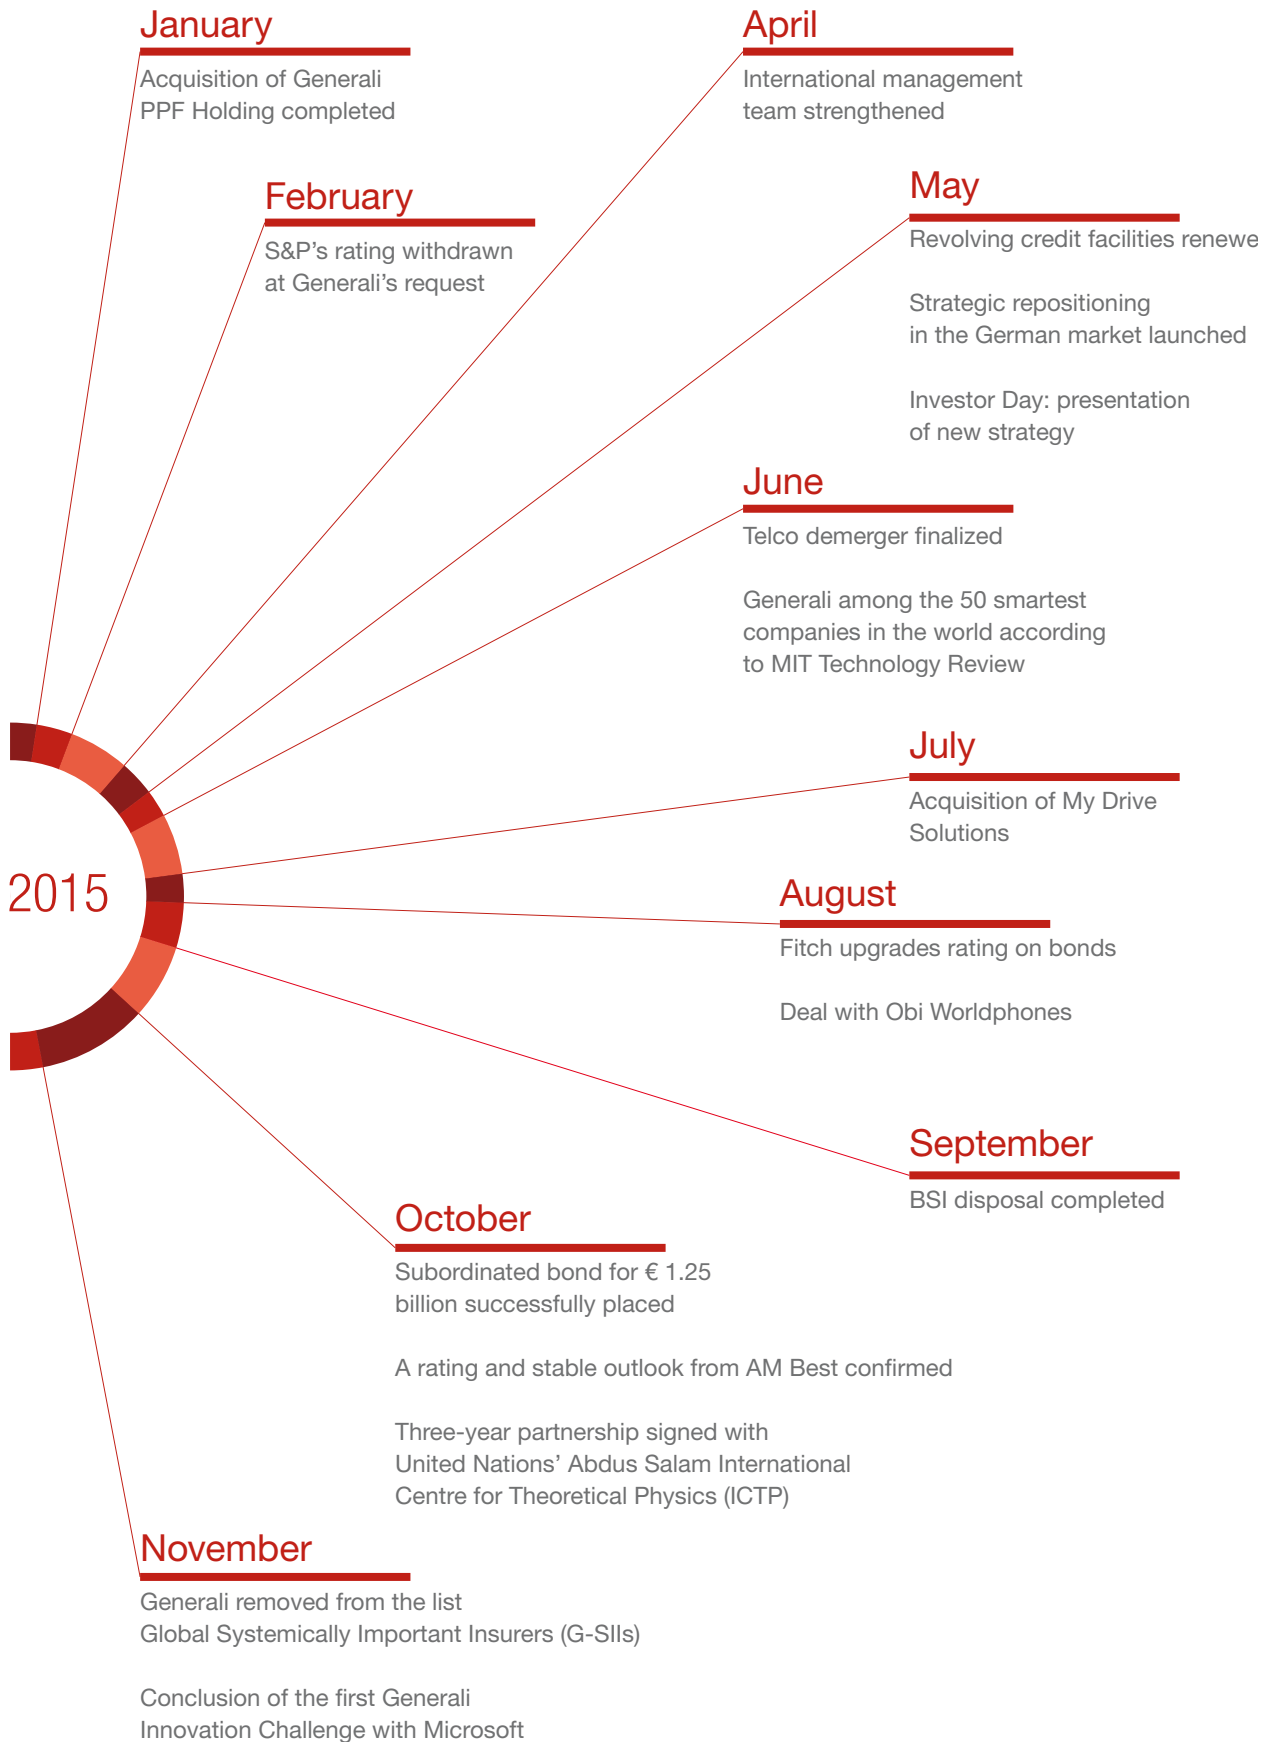 January
Acquisition of Generali
PPF Holding completed
February
S&P’s rating withdrawn
at Generali’s request
April
International management
team strengthened
May
Revolving credit facilities renewe
Strategic repositioning
in the German market launched
Investor Day: presentation
of new strategy
June
Telco demerger finalized
Generali among the 50 smartest
companies in the world according
to MIT Technology Review
July
Acquisition of My Drive
Solutions
2015
August
Fitch upgrades rating on bonds
Deal with Obi Worldphones
September
BSI disposal completed
October
Subordinated bond for € 1.25
billion successfully placed
A rating and stable outlook from AM Best confirmed
Three-year partnership signed with
United Nations’ Abdus Salam International
Centre for Theoretical Physics (ICTP)
November
Generali removed from the list
Global Systemically Important Insurers (G-SIIs)
Conclusion of the first Generali
Innovation Challenge with Microsoft